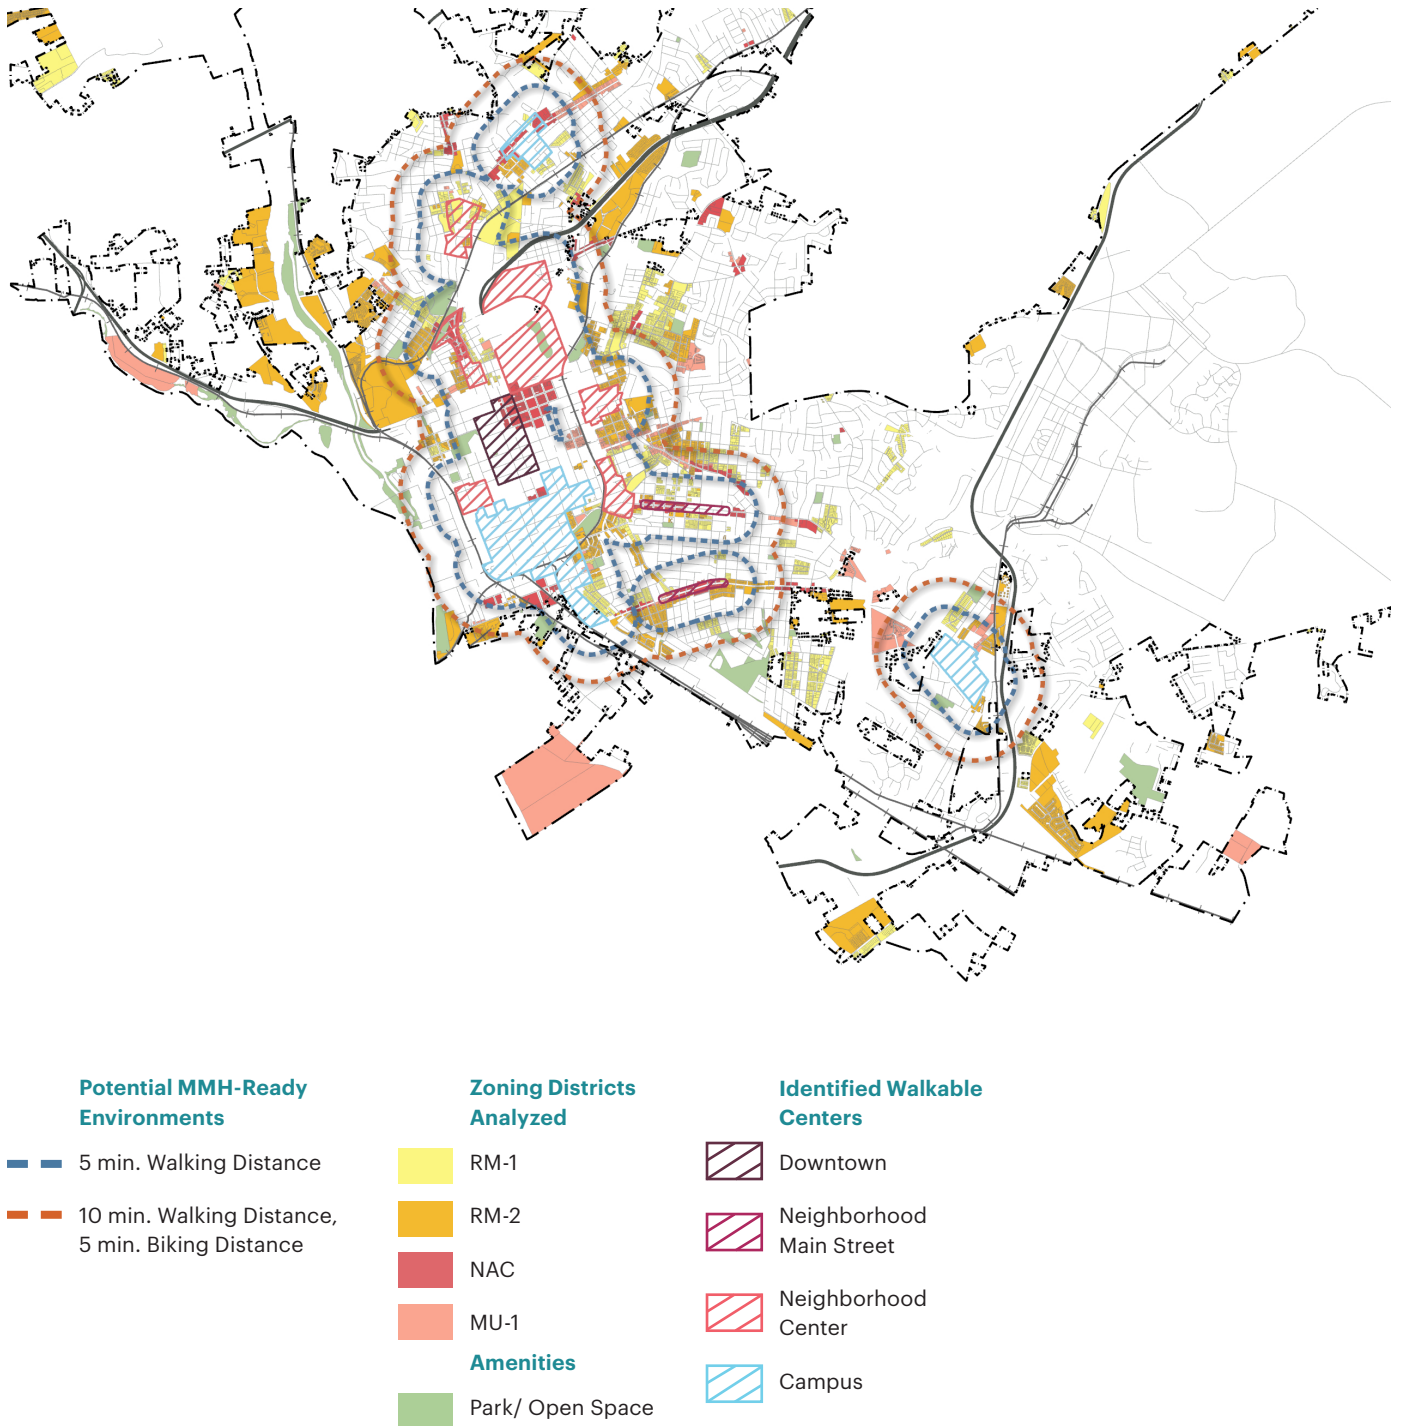 Potential MMH-Ready
Environments
5 min. Walking Distance
10 min. Walking Distance,
5 min. Biking Distance
Zoning Districts
Analyzed
RM-1
RM-2
NAC
MU-1
Amenities
Park/ Open Space
Identified Walkable
Centers
Downtown
Neighborhood
Main Street
Neighborhood
Center
Campus